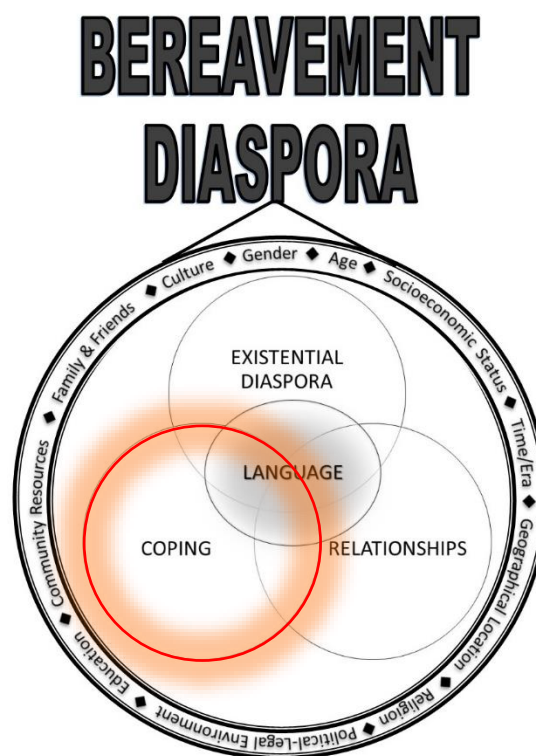 BEREAVEMENT
DIASPORA
Family & Friends ◆ Culture ◆ Gender ◆ Age ◆ Socioeconomic Status ◆ Time/Era ◆ Geographical Location ◆ Religion ◆ Political-Legal Environment ◆ Education ◆ Community Resources ◆
EXISTENTIAL
DIASPORA
LANGUAGE
COPING
RELATIONSHIPS